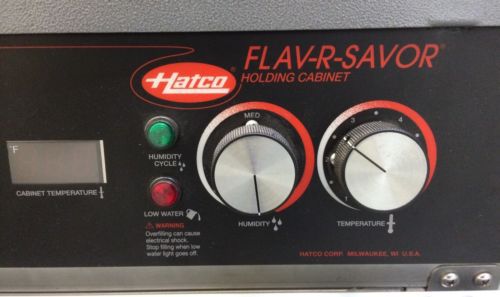 Hatco®
FLAV-R-SAVOR®
HOLDING CABINET
°F
CABINET TEMPERATURE
HUMIDITY
CYCLE
LOW WATER
WARNING
Overfilling can cause
electrical shock.
Stop filling when low
water light goes off.
MED
HUMIDITY
1
3
4
TEMPERATURE
HATCO CORP. MILWAUKEE, WI U.S.A.